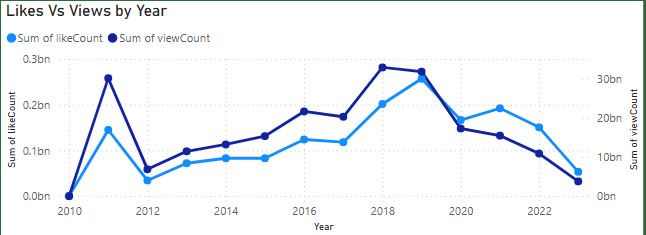 Likes Vs Views by Year
Sum of likeCount Sum of viewCount
0.3bn
0.2bn
0.1bn
0.0bn
Sum of likeCount
30bn
20bn
10bn
0bn
Sum of viewCount
2010 2012 2014 2016 2018 2020 2022
Year